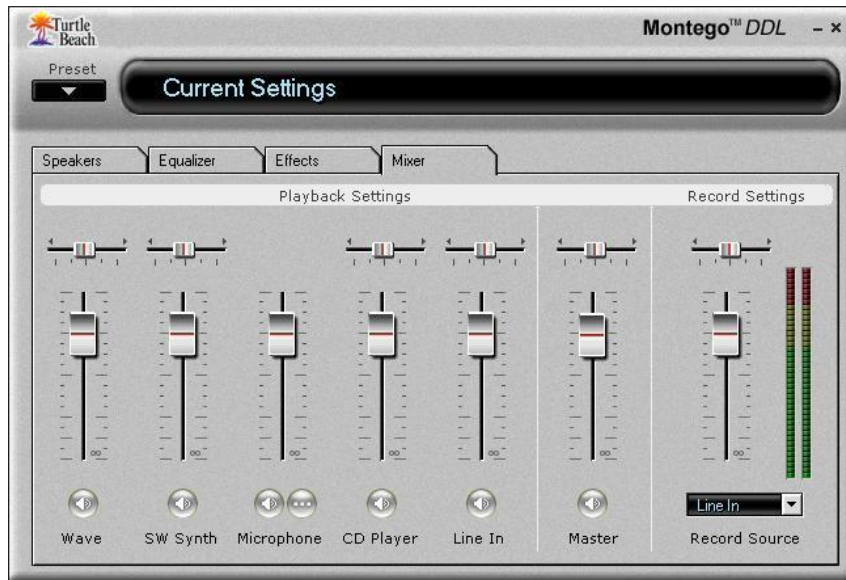 Turtle
Beach
Montego™ DDL
Preset
Current Settings
Speakers
Equalizer
Effects
Mixer
Playback Settings
Record Settings
∞ ∞ ∞ ∞ ∞ ∞ ∞
Line In
Wave
SW Synth
Microphone
CD Player
Line In
Master
Record Source